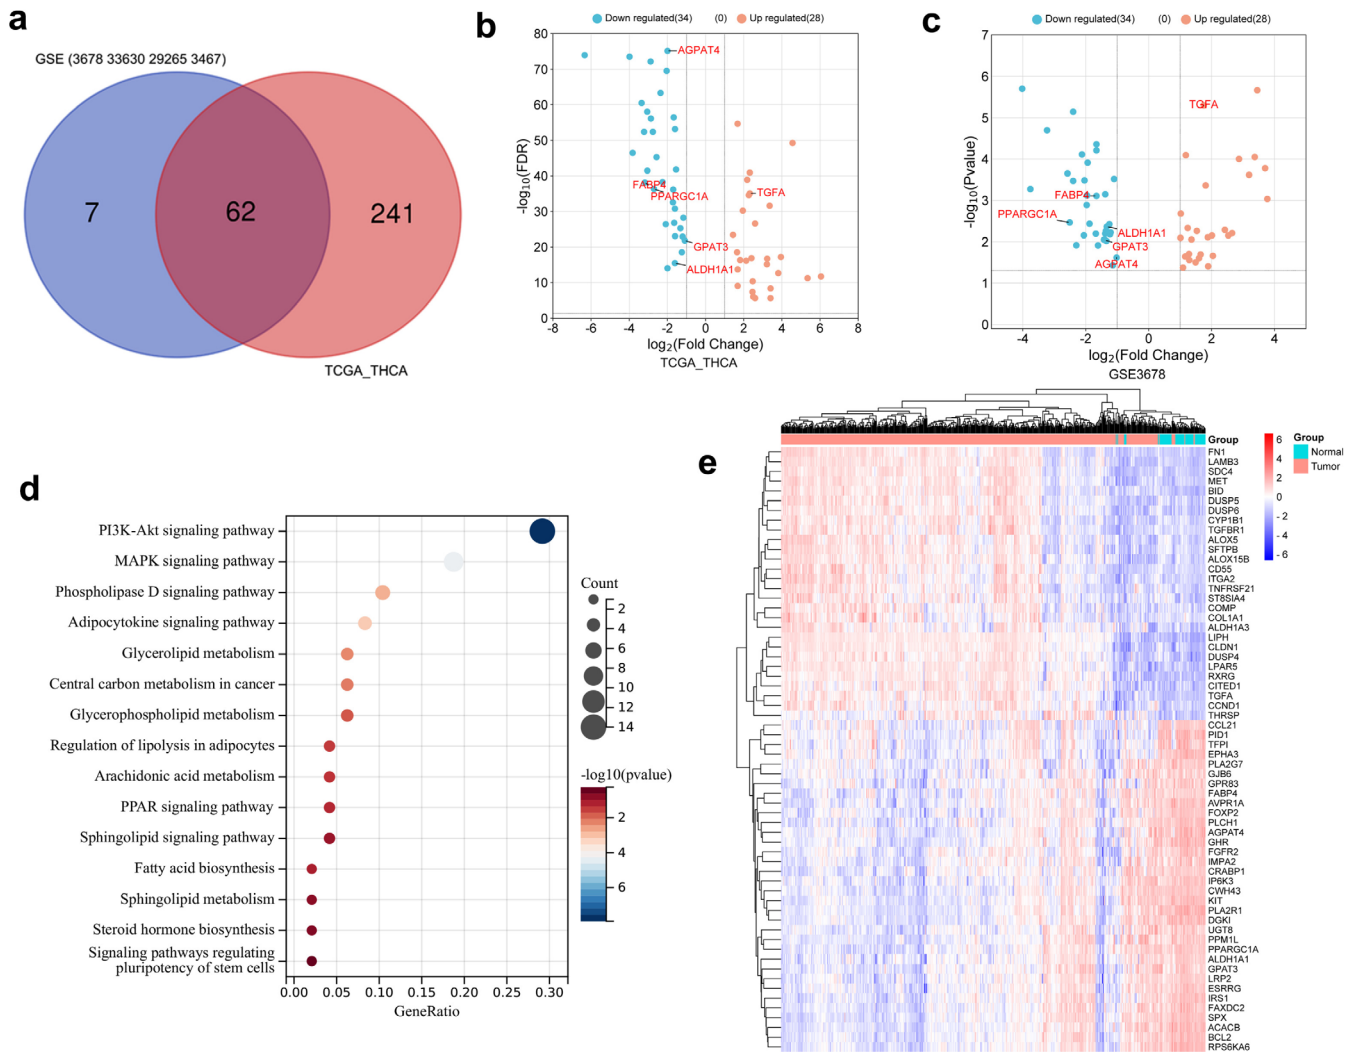 a
GSE (3678 33630 29265 3467)
7
62
241
TCGA_THCA
b
Down regulated(34) (0) Up regulated(28)
80
70
60
50
40
30
20
10
0
-log10(FDR)
AGPAT4
FABP4
PPARGC1A
TGFA
GPAT3
ALDH1A1
-8 -6 -4 -2 0 2 4 6 8
log2(Fold Change)
TCGA_THCA
c
Down regulated(34) (0) Up regulated(28)
7
6
5
4
3
2
1
0
-log10(Pvalue)
TGFA
FABP4
PPARGC1A
ALDH1A1
GPAT3
AGPAT4
-4 -2 0 2 4
log2(Fold Change)
GSE3678
d
PI3K-Akt signaling pathway
MAPK signaling pathway
Phospholipase D signaling pathway
Adipocytokine signaling pathway
Glycerolipid metabolism
Central carbon metabolism in cancer
Glycerophospholipid metabolism
Regulation of lipolysis in adipocytes
Arachidonic acid metabolism
PPAR signaling pathway
Sphingolipid signaling pathway
Fatty acid biosynthesis
Sphingolipid metabolism
Steroid hormone biosynthesis
Signaling pathways regulating
pluripotency of stem cells
0.00 0.05 0.10 0.15 0.20 0.25 0.30
GeneRatio
Count
2
4
6
8
10
12
14
-log10(pvalue)
2
4
6
e
Group
FN1
LAMB3
SDC4
MET
BID
DUSP5
DUSP6
CYP1B1
TGFBR1
ALOX5
SFTPB
ALOX15B
CD55
ITGA2
TNFRSF21
ST8SIA4
COMP
COL1A1
ALDH1A3
LIPH
CLDN1
DUSP4
LPAR5
RXRG
CITED1
TGFA
CCND1
THRSP
CCL21
PID1
TFPI
EPHA3
PLA2G7
GJB6
GPR83
FABP4
AVPR1A
FOXP2
PLCH1
AGPAT4
GHR
FGFR2
IMPA2
CRABP1
IP6K3
CWH43
KIT
PLA2R1
DGKI
UGT8
PPM1L
PPARGC1A
ALDH1A1
GPAT3
LRP2
ESRRG
IRS1
FAXDC2
SPX
ACACB
BCL2
RPS6KA6
6
4
2
0
-2
-4
-6
Group
Normal
Tumor